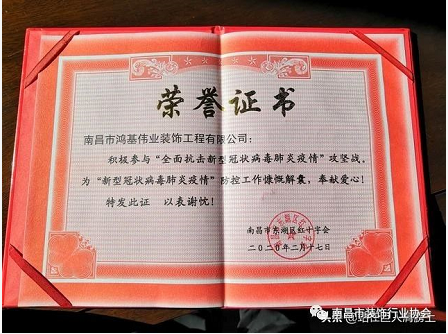 荣誉证书
南昌市鸿基伟业装饰工程有限公司：
积极参与“全面抗击新型冠状病毒肺炎疫情”攻坚战。
为“新型冠状病毒肺炎疫情”防控工作慷慨解囊，奉献爱心！
特发此证 以表谢忱！
南昌市东湖区红十字会
二〇二〇年二月十七日
南昌市装饰行业协会